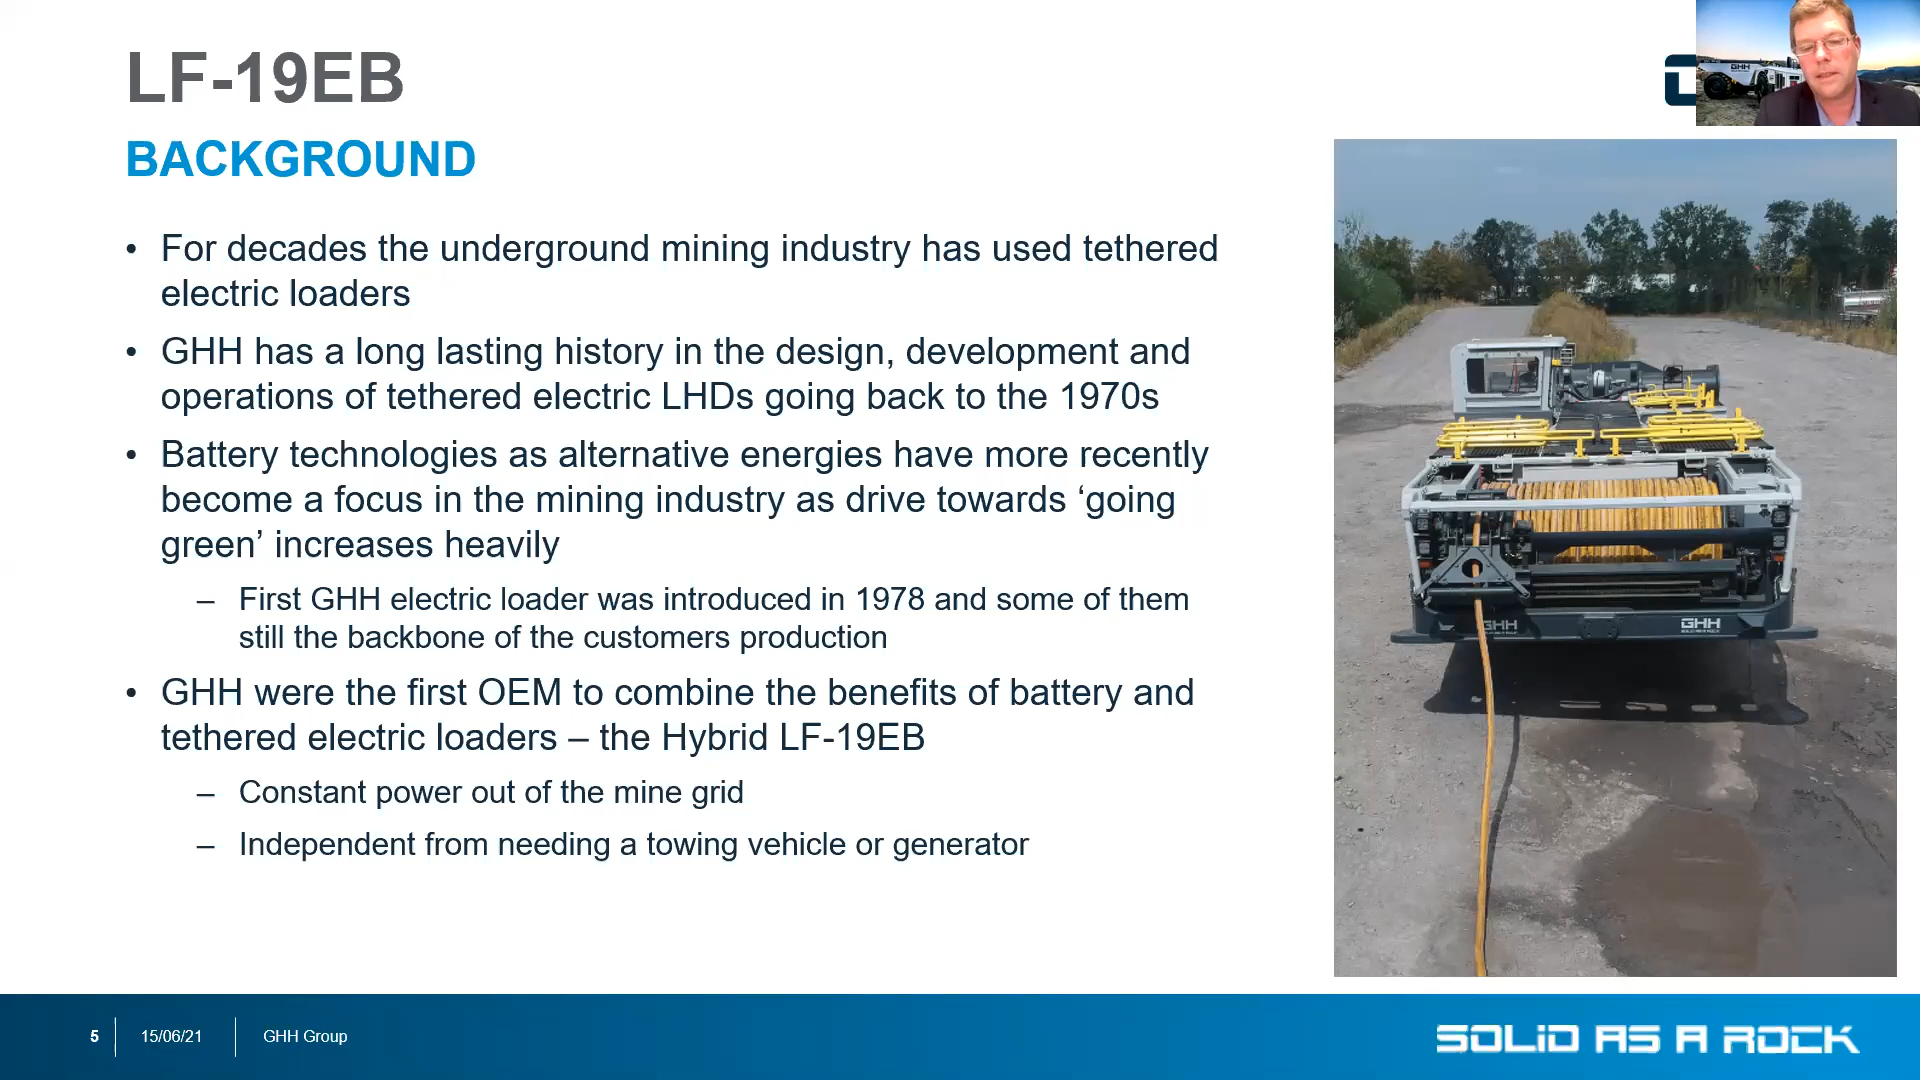 LF-19EB
BACKGROUND
• For decades the underground mining industry has used tethered
electric loaders
• GHH has a long lasting history in the design, development and
operations of tethered electric LHDs going back to the 1970s
• Battery technologies as alternative energies have more recently
become a focus in the mining industry as drive towards ‘going
green’ increases heavily
– First GHH electric loader was introduced in 1978 and some of them
still the backbone of the customers production
• GHH were the first OEM to combine the benefits of battery and
tethered electric loaders – the Hybrid LF-19EB
– Constant power out of the mine grid
– Independent from needing a towing vehicle or generator
GHH
GHH
GHH
SOLID AS A ROCK
5
15/06/21
GHH Group
SOLID AS A ROCK